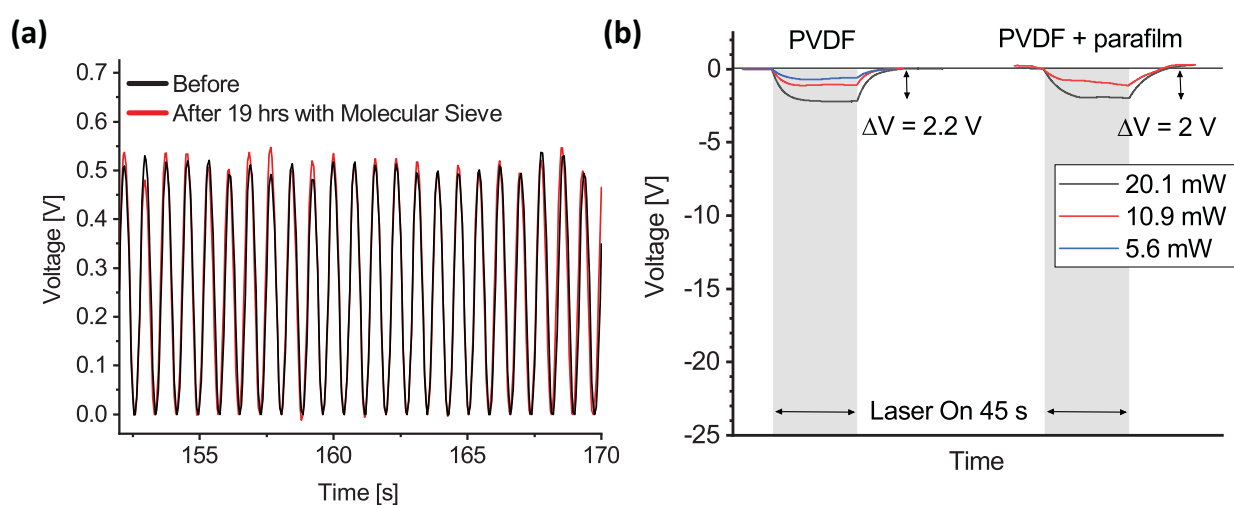 (a)
0.7
0.6
0.5
0.4
0.3
0.2
0.1
0.0
Voltage [V]
Before
After 19 hrs with Molecular Sieve
155
160
165
170
Time [s]
(b)
PVDF
PVDF + parafilm
0
-5
-10
-15
-20
-25
Voltage [V]
ΔV = 2.2 V
ΔV = 2 V
20.1 mW
10.9 mW
5.6 mW
Laser On 45 s
Time